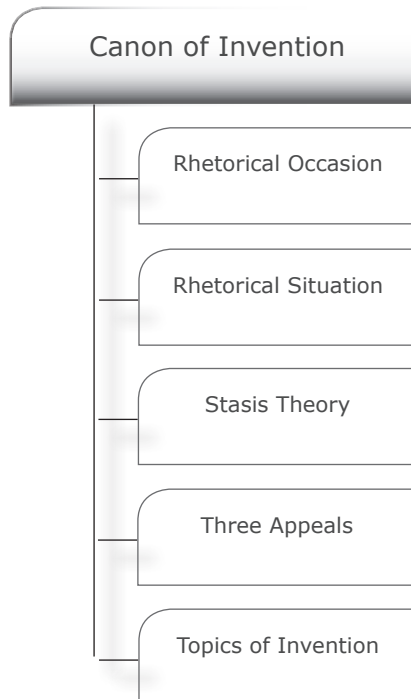 Canon of Invention
Rhetorical Occasion
Rhetorical Situation
Stasis Theory
Three Appeals
Topics of Invention